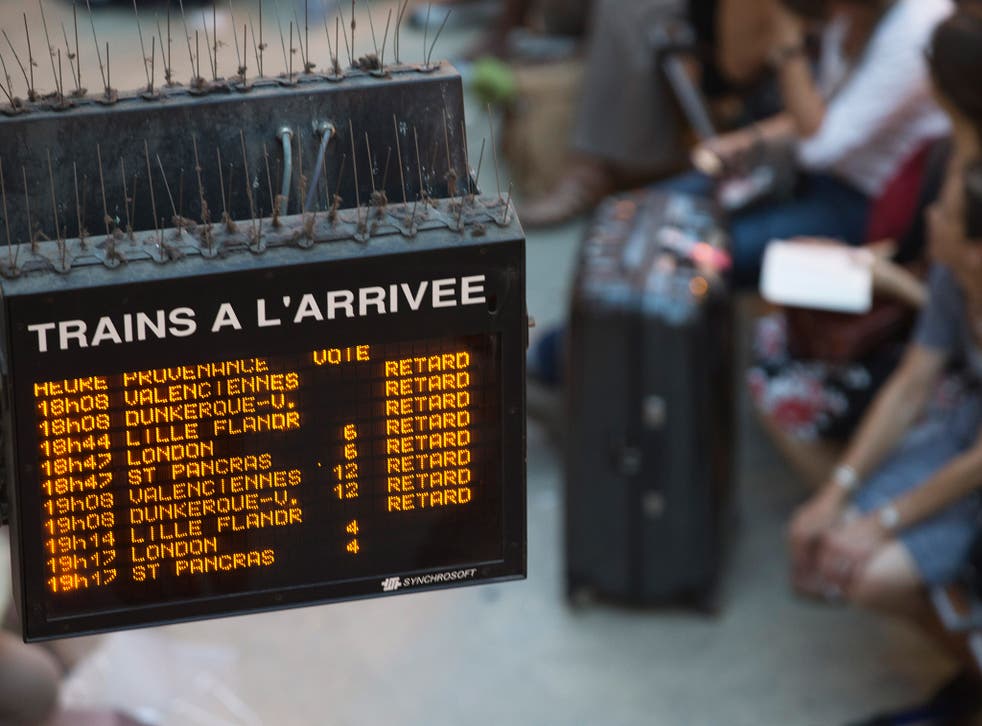 TRAINS A L'ARRIVEE
HEURE PROVENANCE VOIE
18h08 VALENCIENNES RETARD
18h08 DUNKERQUE-V. RETARD
18h44 LILLE FLANDR RETARD
18h47 LONDON 6 RETARD
18h47 ST PANCRAS 6 RETARD
19h08 VALENCIENNES 12 RETARD
19h08 DUNKERQUE-V. 12 RETARD
19h14 LILLE FLANDR RETARD
19h17 LONDON 4
19h17 ST PANCRAS 4
SYNCHROSOFT